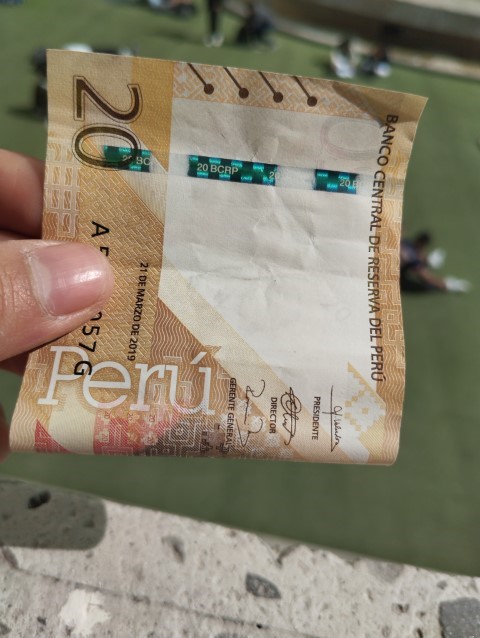 20
BANCO CENTRAL DE RESERVA DEL PERÚ
20 BCRP
21 DE MARZO DE 2019
Perú
GERENTE GENERAL
DIRECTOR
PRESIDENTE